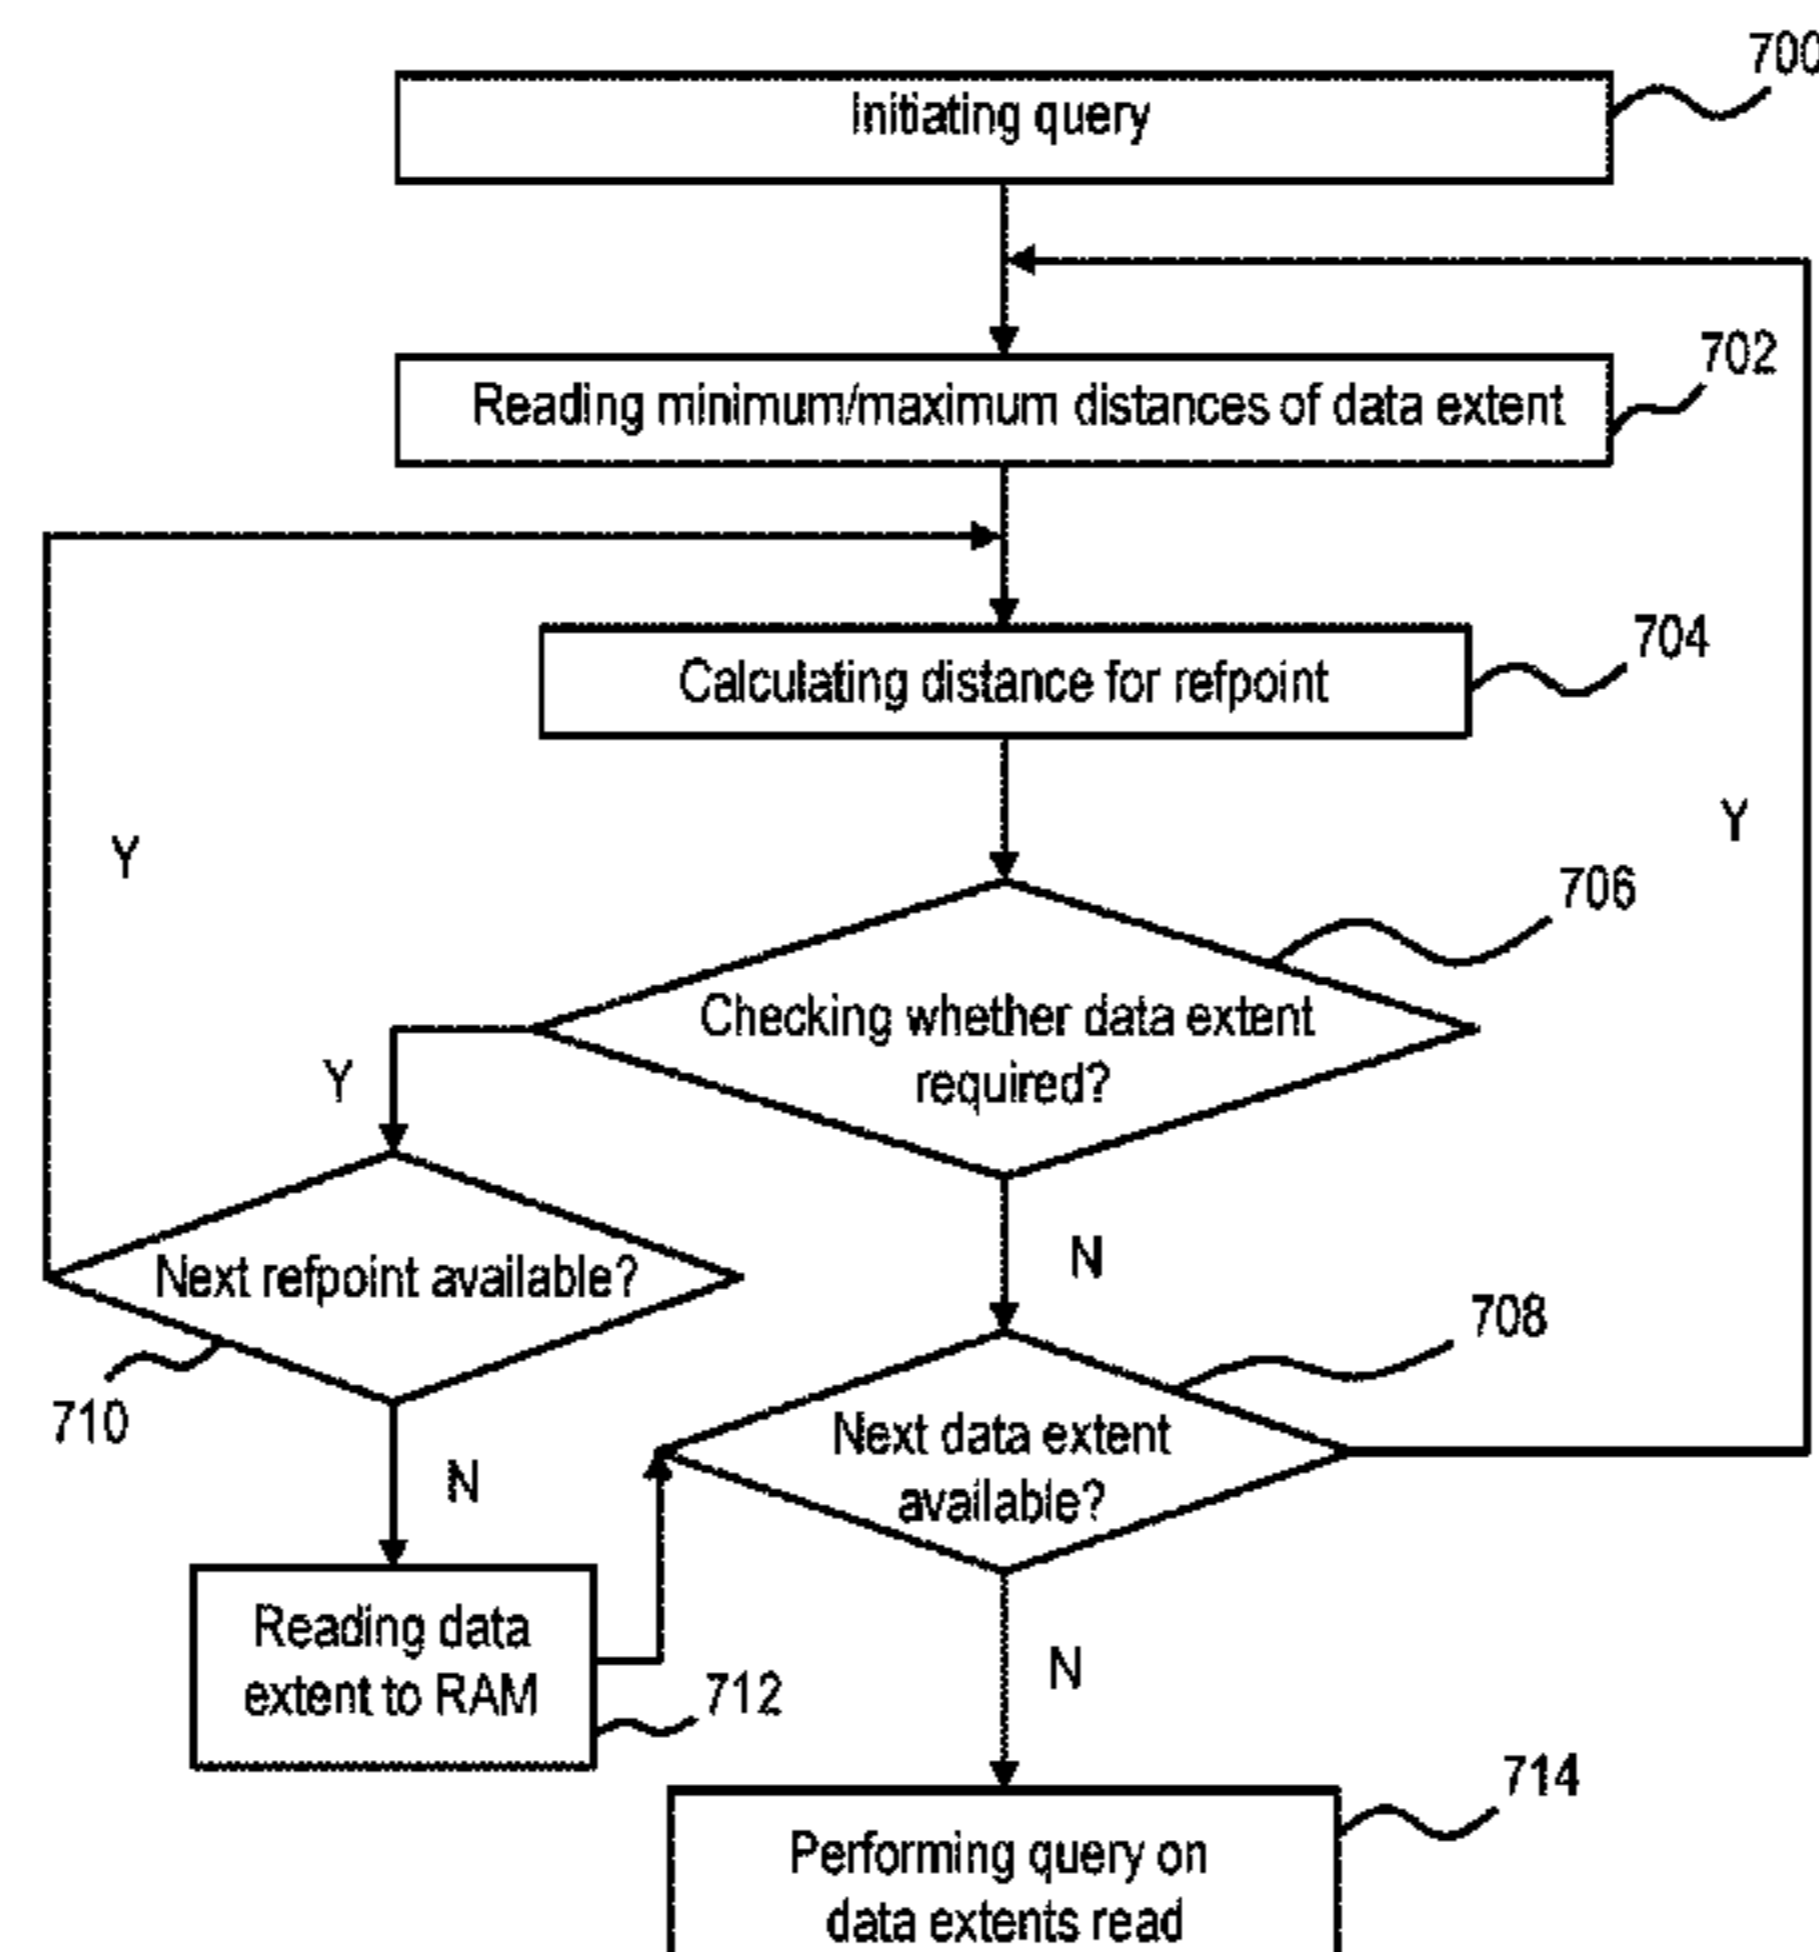 700
Initiating query
702
Reading minimum/maximum distances of data extent
704
Calculating distance for refpoint
Y
Y
706
Checking whether data extent
required?
Y
N
Next refpoint available?
708
710
Next data extent
available?
N
Reading data
extent to RAM
712
N
714
Performing query on
data extents read